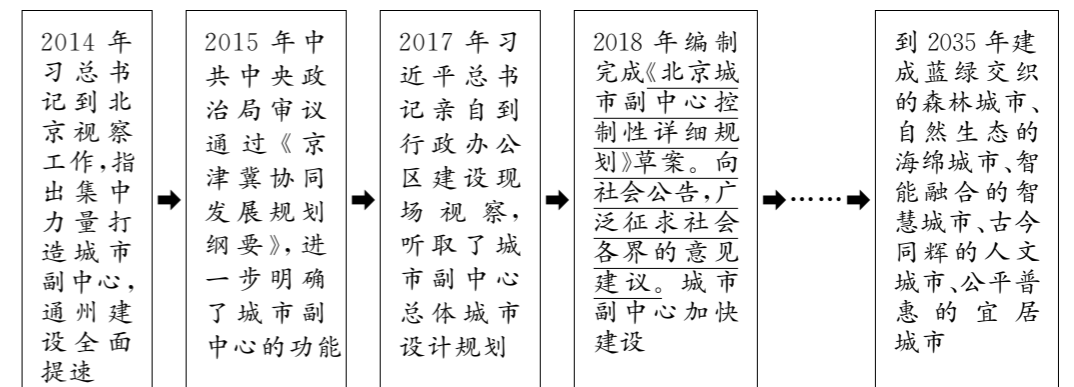 2014 年
习总书
记到北
京视察
工作,指
出集中
力量打
造城市
副中心,
通州建
设全面
提速
2015 年中
共中央政
治局审议
通过《京
津冀协同
发展规划
纲要》,进
一步明确
了城市副
中心的功能
2017 年习
近平总书
记亲自到
行政办公
区建设现
场视察,
听取了城
市副中心
总体城市
设计规划
2018 年编制
完成《北京城
市副中心控
制性详细规
划》草案。向
社会公告,广
泛征求社会
各界的意见
建议。城市
副中心加快
建设
……
到 2035 年建
成蓝绿交织
的森林城市、
自然生态的
海绵城市、智
能融合的智
慧城市、古今
同辉的人文
城市、公平普
惠的宜居
城市